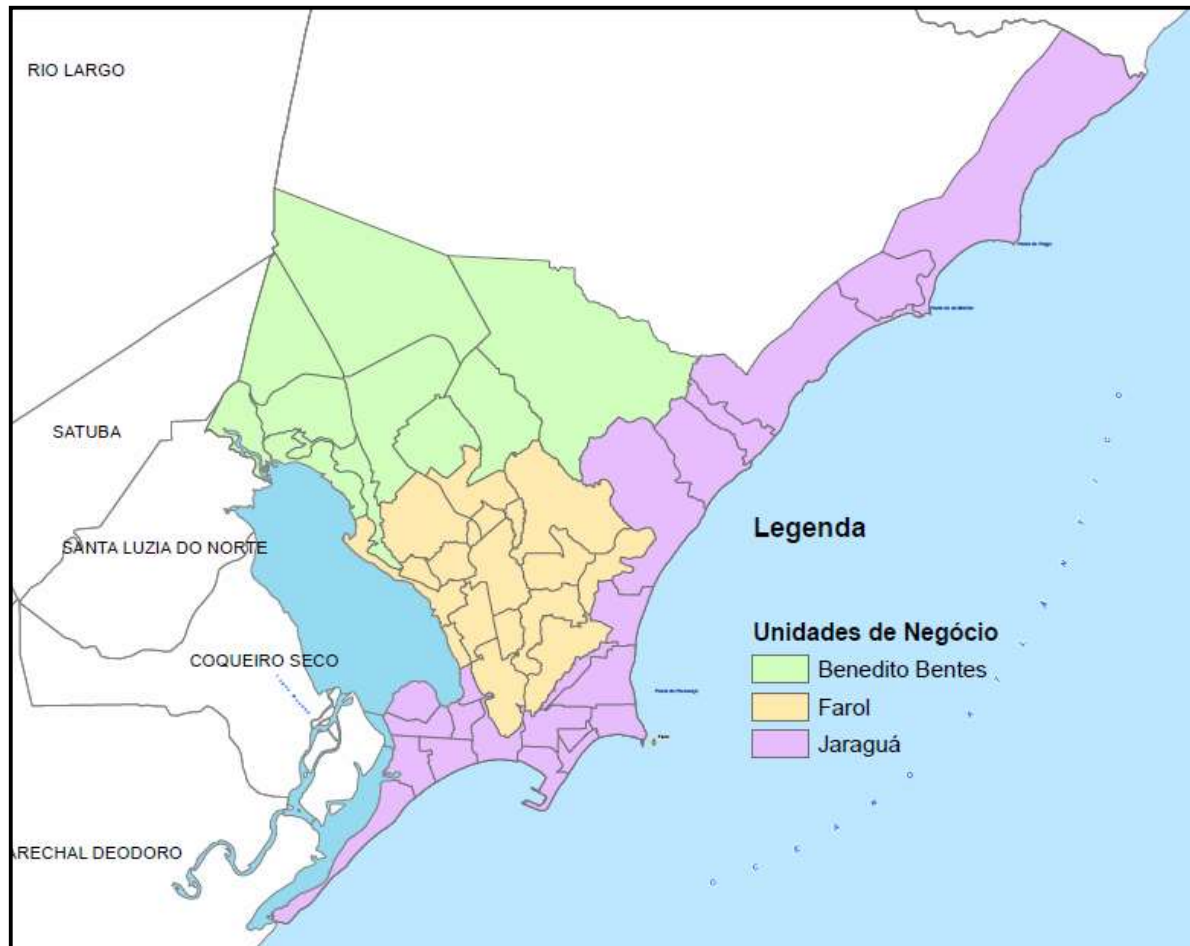 RIO LARGO
SATUBA
SANTA LUZIA DO NORTE
COQUEIRO SECO
ARECHAL DEODORO
Legenda
Unidades de Negócio
Benedito Bentes
Farol
Jaraguá